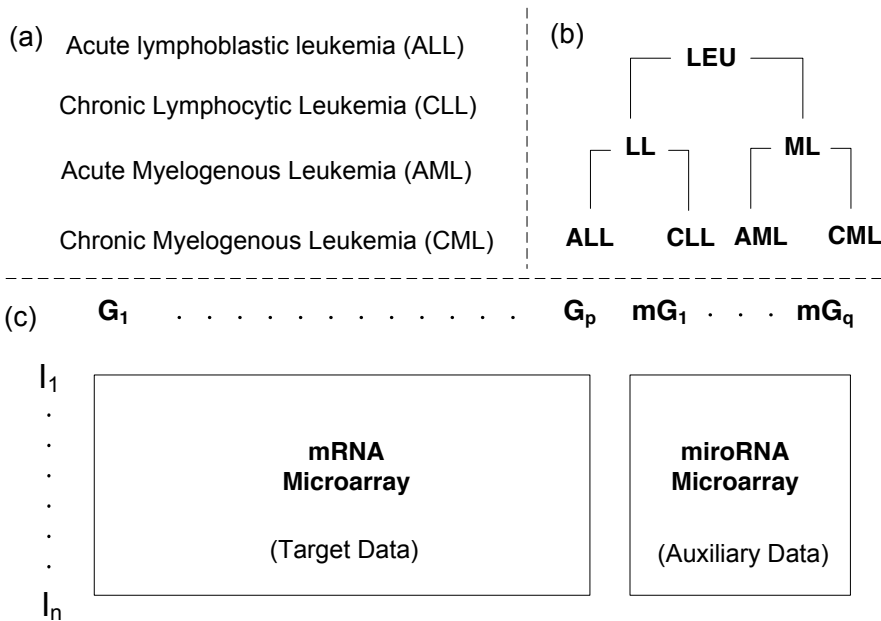 (a)
Acute lymphoblastic leukemia (ALL)
Chronic Lymphocytic Leukemia (CLL)
Acute Myelogenous Leukemia (AML)
Chronic Myelogenous Leukemia (CML)
(b)
LEU
LL ML
ALL CLL AML CML
(c)
G1 . . . . . . . . . . . . . Gp mG1 . . . mGq
I1
.
.
.
.
.
.
In
mRNA
Microarray
(Target Data)
miroRNA
Microarray
(Auxiliary Data)